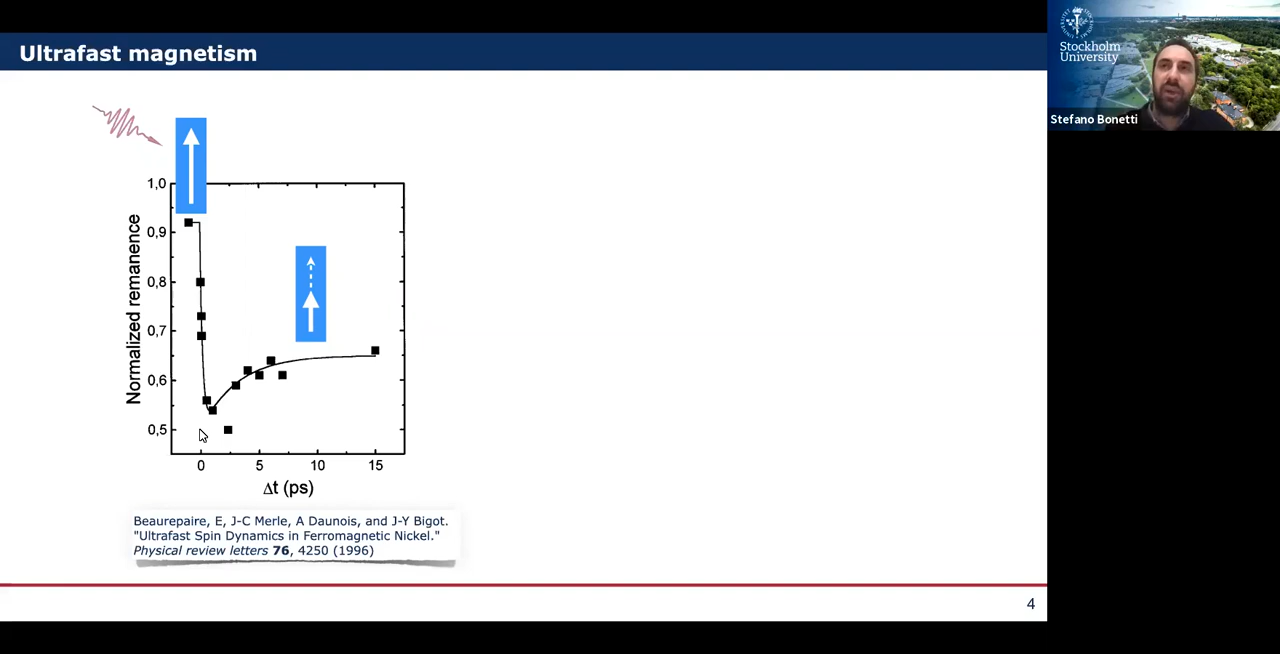 Ultrafast magnetism
Stockholm
University
Stefano Bonetti
1,0
0,9
0,8
0,7
0,6
0,5
Normalized remanence
0 5 10 15
Δt (ps)
Beaurepaire, E, J-C Merle, A Daunois, and J-Y Bigot.
"Ultrafast Spin Dynamics in Ferromagnetic Nickel."
Physical review letters 76, 4250 (1996)
4